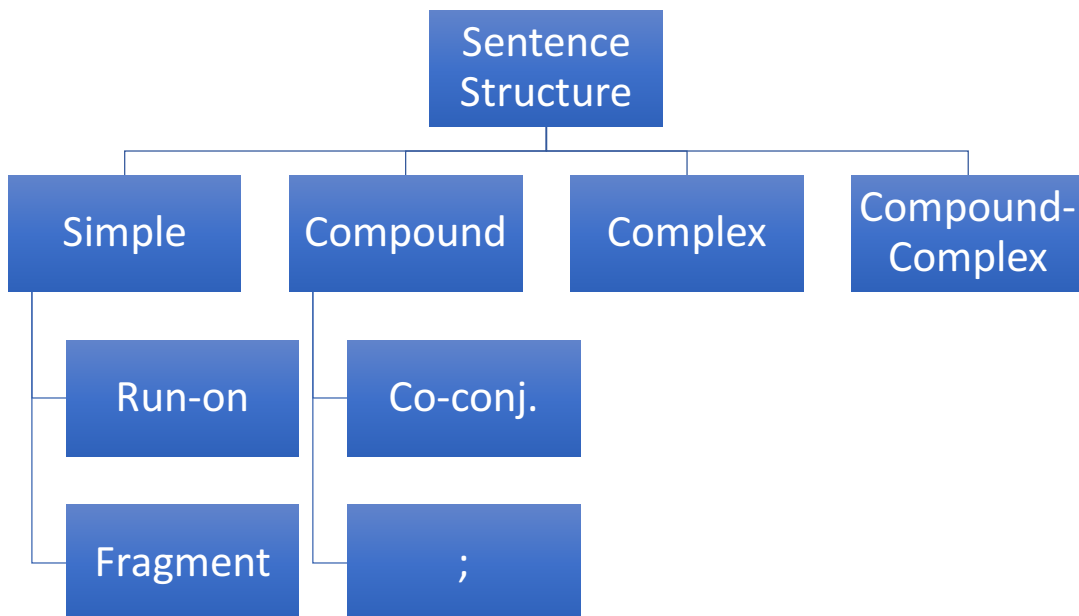 Sentence
Structure
Simple
Compound
Complex
Compound-
Complex
Run-on
Co-conj.
Fragment
;